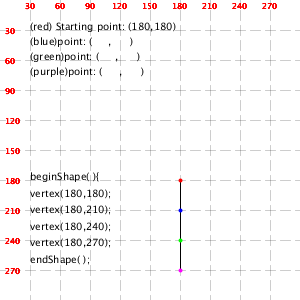 30 60 90 120 150 180 210 240 270
30
60
90
120
150
180
210
240
270
(red) Starting point: (180,180)
(blue)point: ( , )
(green)point: ( , )
(purple)point: ( , )
beginShape(){
vertex(180,180);
vertex(180,210);
vertex(180,240);
vertex(180,270);
endShape();